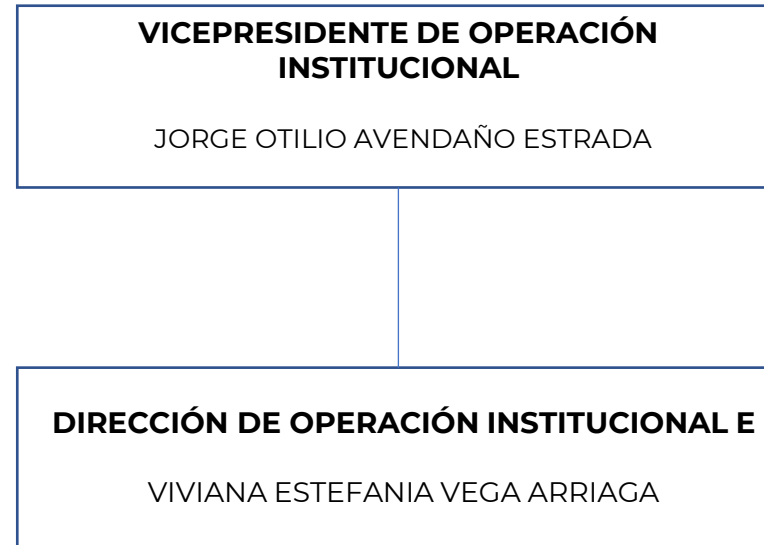 VICEPRESIDENTE DE OPERACIÓN
INSTITUCIONAL
JORGE OTILIO AVENDAÑO ESTRADA
DIRECCIÓN DE OPERACIÓN INSTITUCIONAL E
VIVIANA ESTEFANIA VEGA ARRIAGA